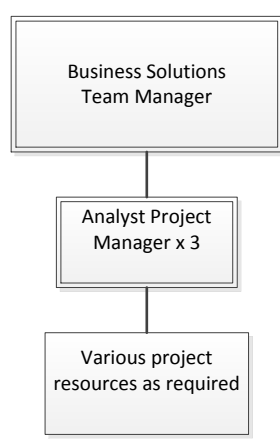 Business Solutions
Team Manager
Analyst Project
Manager x 3
Various project
resources as required